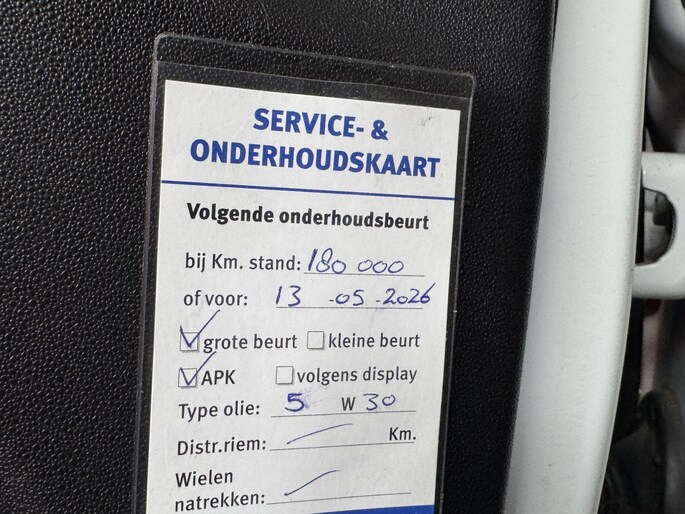 SERVICE- &
ONDERHOUDSKAART
Volgende onderhoudsbeurt
bij Km. stand: 180 000
of voor: 13 -05 -2026
grote beurt kleine beurt
APK volgens display
Type olie: 5 W 30
Distr.riem: Km.
Wielen
natrekken: